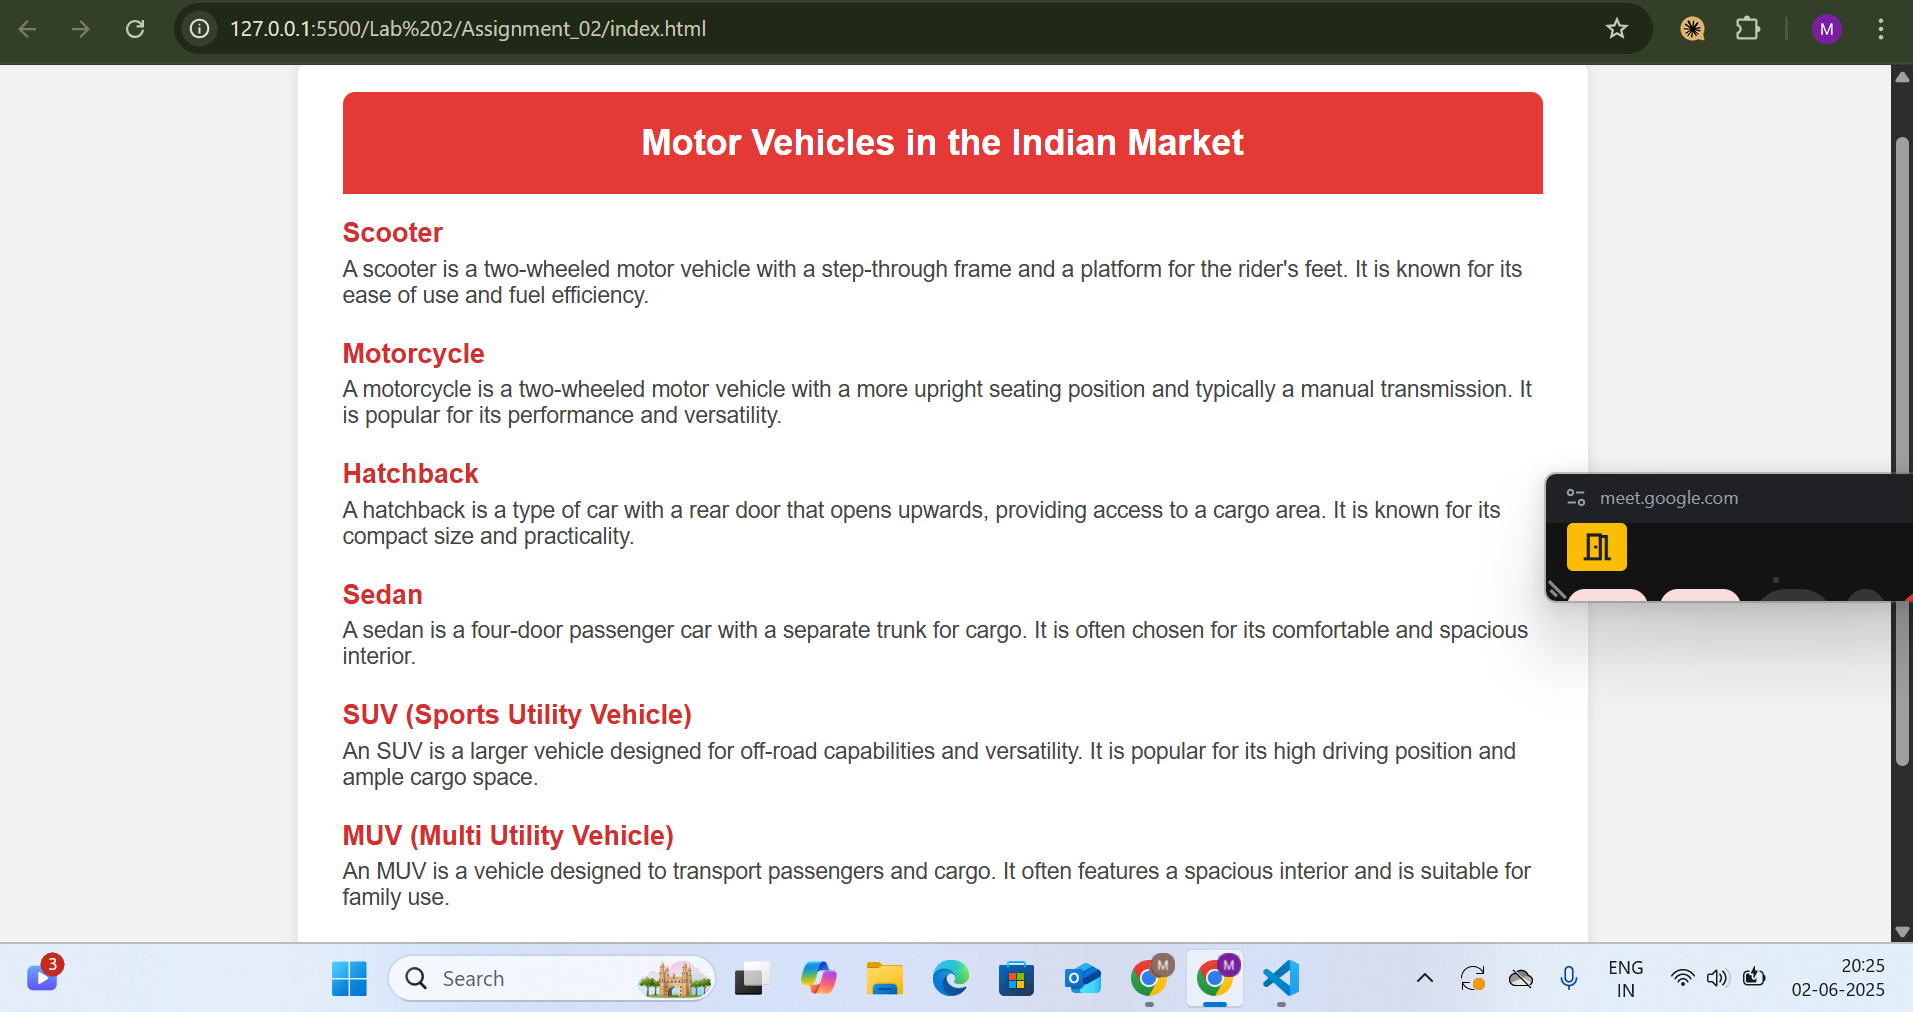 127.0.0.1:5500/Lab%202/Assignment_02/index.html
M
Motor Vehicles in the Indian Market
Scooter
A scooter is a two-wheeled motor vehicle with a step-through frame and a platform for the rider's feet. It is known for its
ease of use and fuel efficiency.
Motorcycle
A motorcycle is a two-wheeled motor vehicle with a more upright seating position and typically a manual transmission. It
is popular for its performance and versatility.
Hatchback
A hatchback is a type of car with a rear door that opens upwards, providing access to a cargo area. It is known for its
compact size and practicality.
meet.google.com
Sedan
A sedan is a four-door passenger car with a separate trunk for cargo. It is often chosen for its comfortable and spacious
interior.
SUV (Sports Utility Vehicle)
An SUV is a larger vehicle designed for off-road capabilities and versatility. It is popular for its high driving position and
ample cargo space.
MUV (Multi Utility Vehicle)
An MUV is a vehicle designed to transport passengers and cargo. It often features a spacious interior and is suitable for
family use.
3
Search
M
M
ENG
IN
20:25
02-06-2025